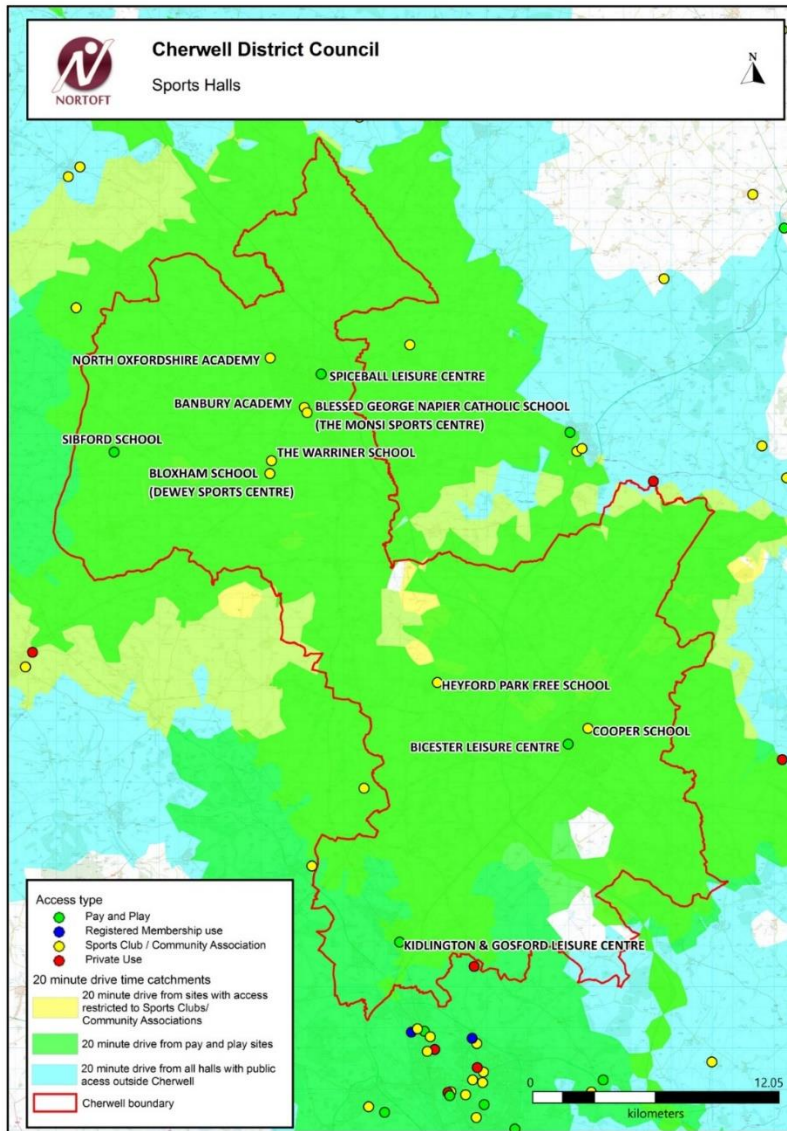 NORTOFT
Cherwell District Council
Sports Halls
N
NORTH OXFORDSHIRE ACADEMY
SPICEBALL LEISURE CENTRE
BANBURY ACADEMY
BLESSED GEORGE NAPIER CATHOLIC SCHOOL
(THE MONSI SPORTS CENTRE)
SIBFORD SCHOOL
THE WARRINER SCHOOL
BLOXHAM SCHOOL
(DEWEY SPORTS CENTRE)
HEYFORD PARK FREE SCHOOL
COOPER SCHOOL
BICESTER LEISURE CENTRE
KIDLINGTON & GOSFORD LEISURE CENTRE
Access type
Pay and Play
Registered Membership use
Sports Club / Community Association
Private Use
20 minute drive time catchments
20 minute drive from sites with access
restricted to Sports Clubs/
Community Associations
20 minute drive from pay and play sites
20 minute drive from all halls with public
acess outside Cherwell
Cherwell boundary
0 12.05
kilometers